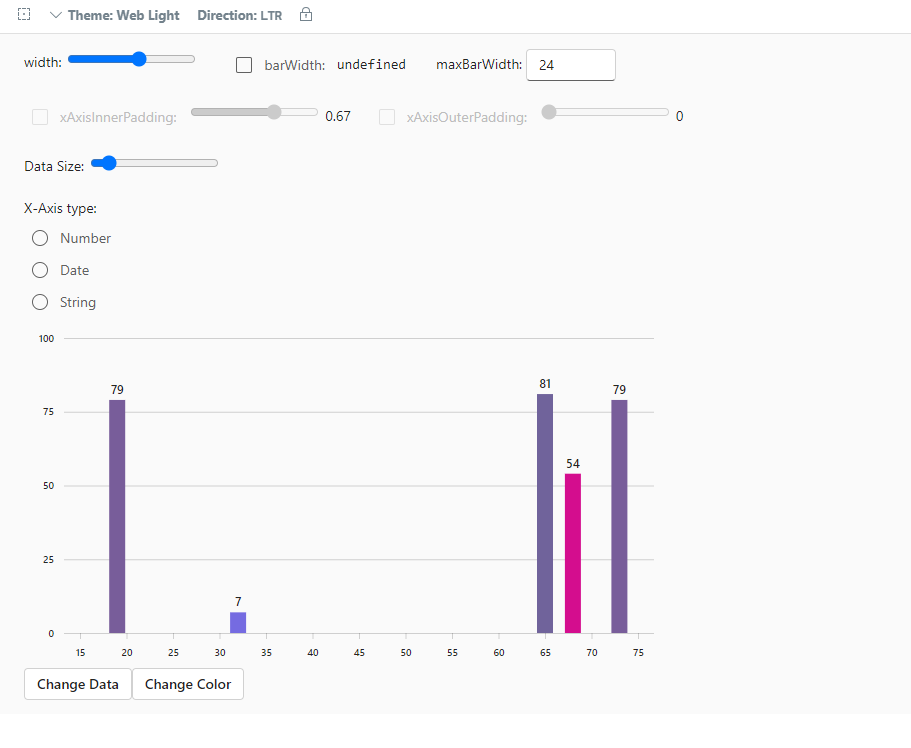 Theme: Web Light Direction: LTR
width: barWidth: undefined maxBarWidth: 24
xAxisInnerPadding: 0.67 xAxisOuterPadding: 0
Data Size:
X-Axis type:
Number
Date
String
100
79 81 79
75
54
50
25
7
0
15 20 25 30 35 40 45 50 55 60 65 70 75
Change Data Change Color